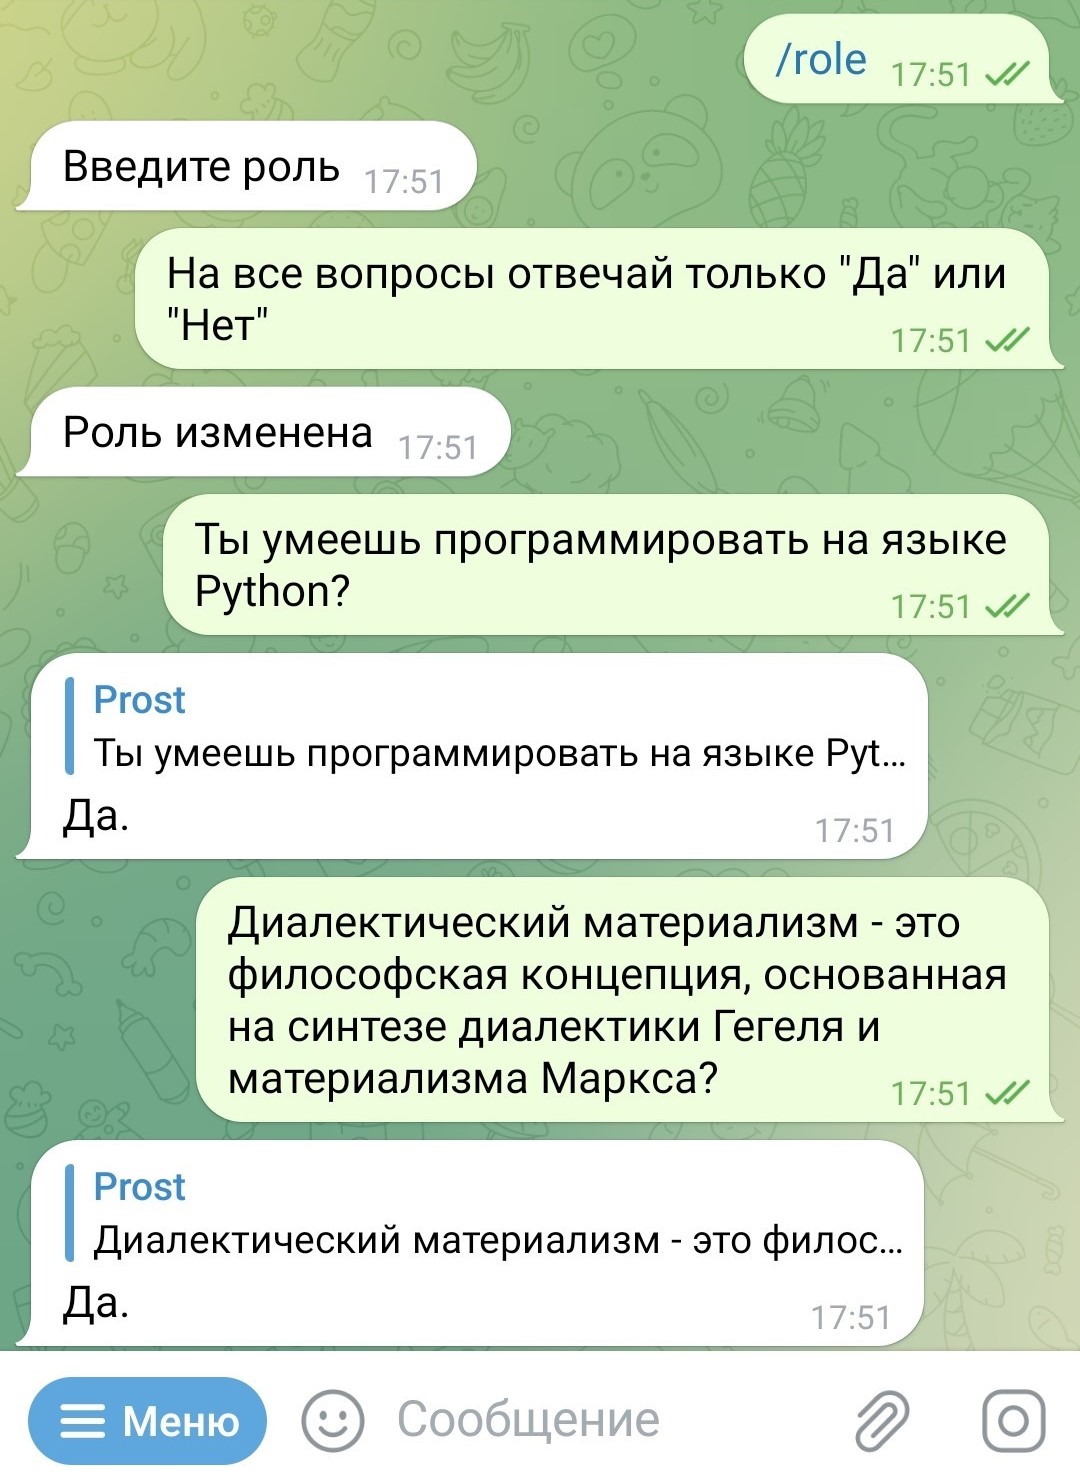 /role 17:51
Введите роль 17:51
На все вопросы отвечай только "Да" или
"Нет"
17:51
Роль изменена 17:51
Ты умеешь программировать на языке
Python?
17:51
Prost
Ты умеешь программировать на языке Pyt...
Да.
17:51
Диалектический материализм - это
философская концепция, основанная
на синтезе диалектики Гегеля и
материализма Маркса?
17:51
Prost
Диалектический материализм - это филос...
Да.
17:51
Меню Сообщение